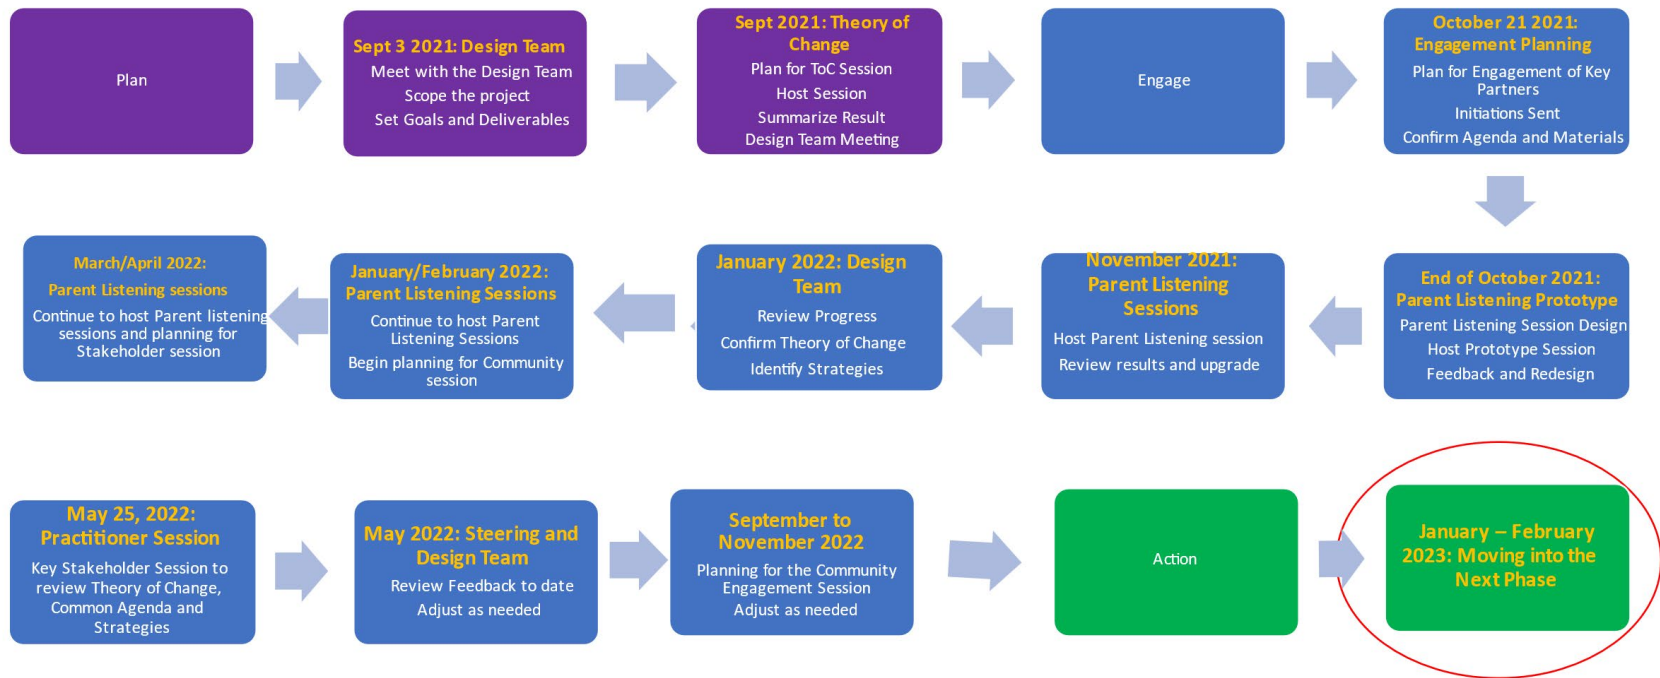 Plan
Sept 3 2021: Design Team
Meet with the Design Team
Scope the project
Set Goals and Deliverables
Sept 2021: Theory of
Change
Plan for ToC Session
Host Session
Summarize Result
Design Team Meeting
Engage
October 21 2021:
Engagement Planning
Plan for Engagement of Key
Partners
Initiations Sent
Confirm Agenda and Materials
End of October 2021:
Parent Listening Prototype
Parent Listening Session Design
Host Prototype Session
Feedback and Redesign
November 2021:
Parent Listening
Sessions
Host Parent Listening session
Review results and upgrade
January 2022: Design
Team
Review Progress
Confirm Theory of Change
Identify Strategies
January/February 2022:
Parent Listening Sessions
Continue to host Parent
Listening Sessions
Begin planning for Community
session
March/April 2022:
Parent Listening sessions
Continue to host Parent listening
sessions and planning for
Stakeholder session
May 25, 2022:
Practitioner Session
Key Stakeholder Session to
review Theory of Change,
Common Agenda and
Strategies
May 2022: Steering and
Design Team
Review Feedback to date
Adjust as needed
September to
November 2022
Planning for the Community
Engagement Session
Adjust as needed
Action
January – February
2023: Moving into the
Next Phase